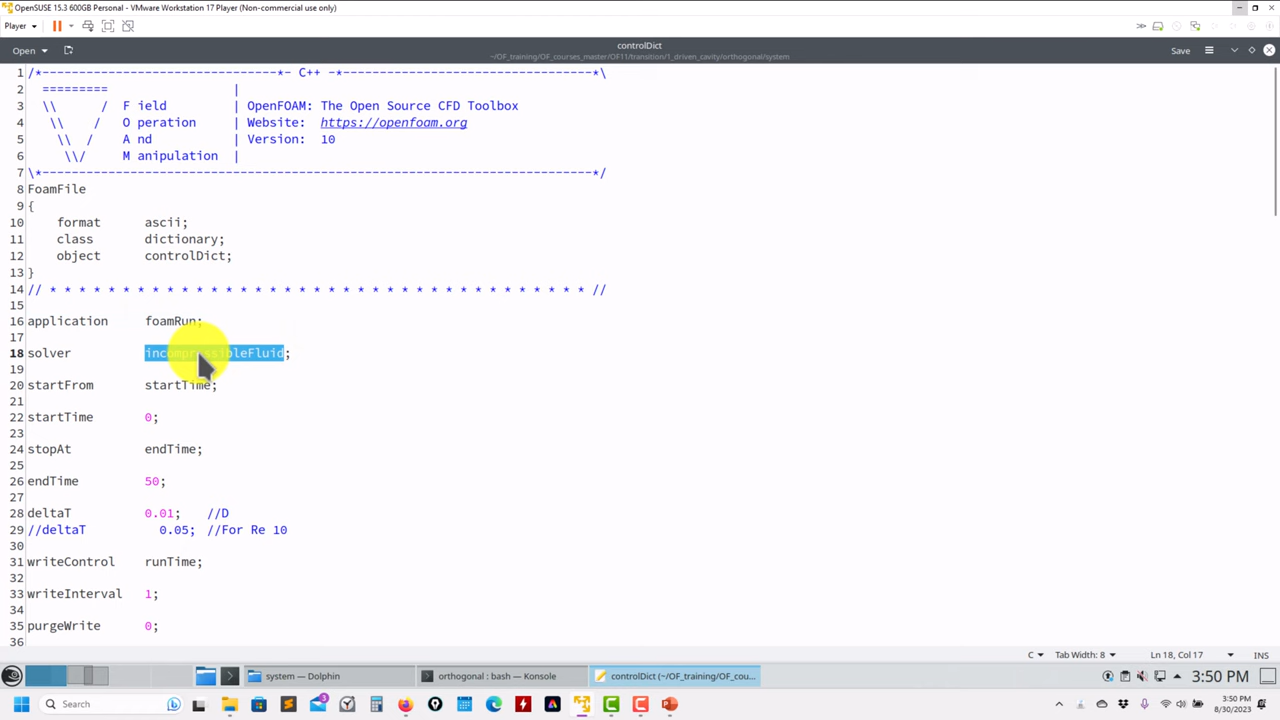 OpenSUSE 15.3 600GB Personal - VMware Workstation 17 Player (Non-commercial use only)
Player
controlDict
Open
~/OF_training/OF_courses_master/OF11/transition/1_driven_cavity/orthogonal/system
Save
1 /*--------------------------------*- C++ -*----------------------------------*\
2 ========= |
3 \\ / F ield | OpenFOAM: The Open Source CFD Toolbox
4 \\ / O peration | Website: https://openfoam.org
5 \\ / A nd | Version: 10
6 \\/ M anipulation |
7 \*---------------------------------------------------------------------------*/
8 FoamFile
9 {
10 format ascii;
11 class dictionary;
12 object controlDict;
13 }
14 // * * * * * * * * * * * * * * * * * * * * * * * * * * * * * * * * * * * * * //
15
16 application foamRun;
17
18 solver incompressibleFluid;
19
20 startFrom startTime;
21
22 startTime 0;
23
24 stopAt endTime;
25
26 endTime 50;
27
28 deltaT 0.01; //D
29 //deltaT 0.05; //For Re 10
30
31 writeControl runTime;
32
33 writeInterval 1;
34
35 purgeWrite 0;
36
C Tab Width: 8 Ln 18, Col 17 INS
system — Dolphin
orthogonal : bash — Konsole
controlDict (~/OF_training/OF_cou...
3:50 PM
Search
3
3:50 PM
8/30/2023